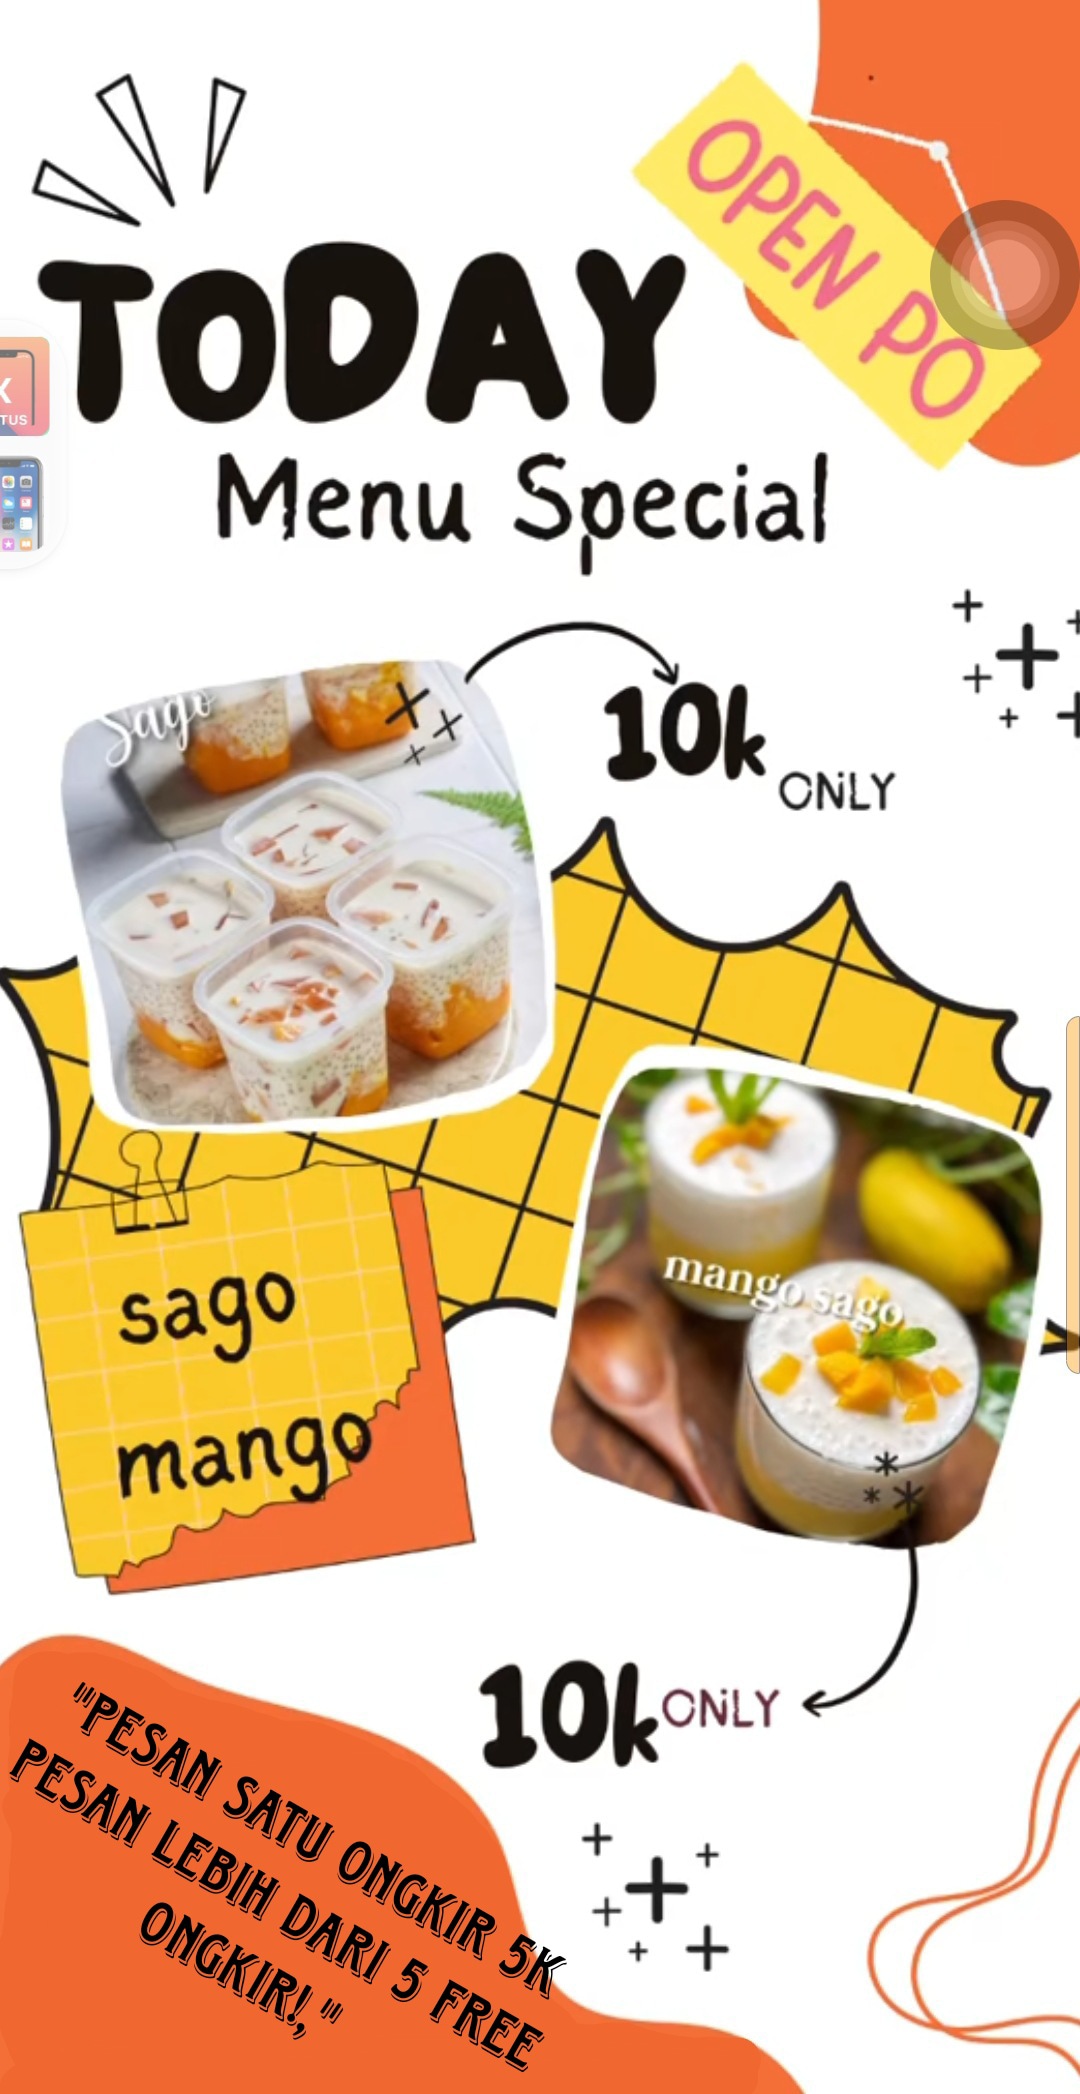 OPEN PO
TODAY
Menu Special
10k
ONLY
Sago
mango sago
sago
mango
10k ONLY
"PESAN SATU ONGKIR 5K
PESAN LEBIH DARI 5 FREE
ONGKIR!,"